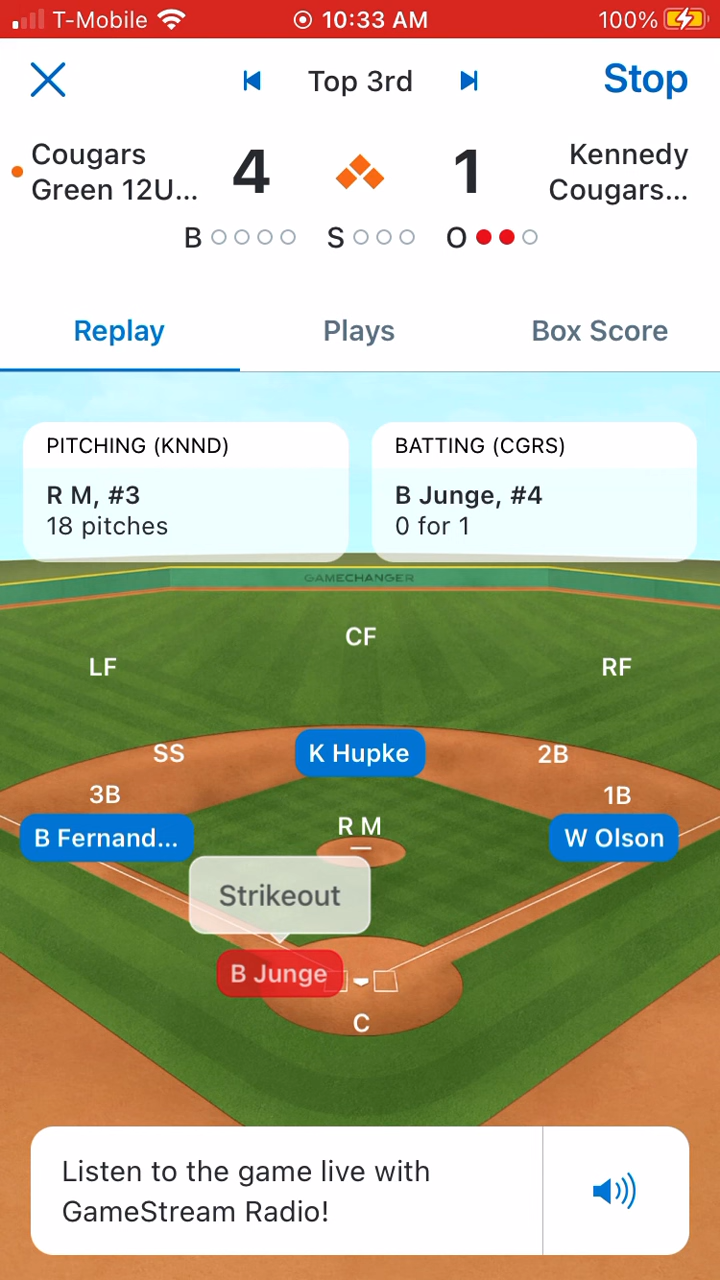 T-Mobile 10:33 AM 100%
Top 3rd Stop
Cougars
Green 12U...
4 1
Kennedy
Cougars...
B S O
Replay Plays Box Score
PITCHING (KNND)
R M, #3
18 pitches
BATTING (CGRS)
B Junge, #4
0 for 1
GAMECHANGER
CF
LF RF
SS K Hupke 2B
3B 1B
R M
B Fernand... W Olson
Strikeout
B Junge
C
Listen to the game live with
GameStream Radio!